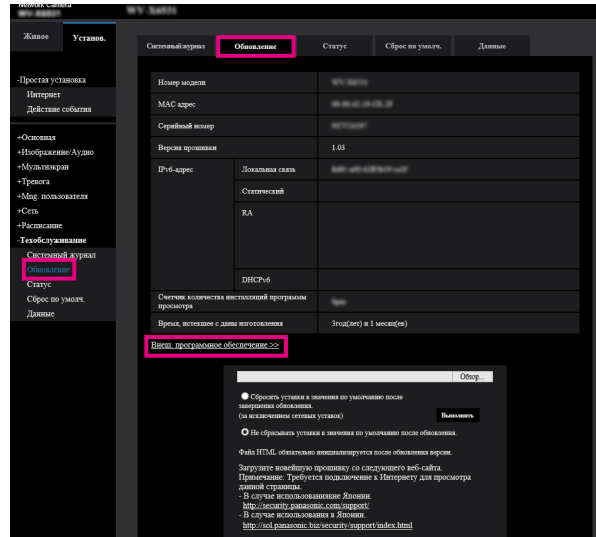 Network Camera
Живое
Установ.
Системный журнал
Обновление
Статус
Сброс по умолч.
Данные
-Простая установка
Интернет
Действие события
+Основная
+Изображение/Аудио
+Мультиэкран
+Тревога
+Mng. пользователя
+Сеть
+Расписание
-Техобслуживание
Системный журнал
Обновление
Статус
Сброс по умолч.
Данные
Номер модели
MAC адрес
Серийный номер
Версия прошивки 1.03
IPv6-адрес
Локальная связь
Статический
RA
DHCPv6
Счетчик количества инсталляций программы
просмотра
Время, истекшее с даны изготовления
3год(лет) и 1 месяц(ев)
Внеш. программное обеспечение >>
Обзор...
Сбросить уставки в значения по умолчанию после
завершения обновления.
(за исключением сетевых уставок)
Выполнить
Не сбрасывать уставки в значения по умолчанию после обновления.
Файл HTML обязательно инициализируется после обновления версии.
Загрузите новейшую прошивку со следующего веб-сайта.
Примечание: Требуется подключение к Интернету для просмотра
данной страницы.
- В случае использованиявне Японии.
http://security.panasonic.com/support/
- В случае использования в Японии.
http://sol.panasonic.biz/security/support/index.html